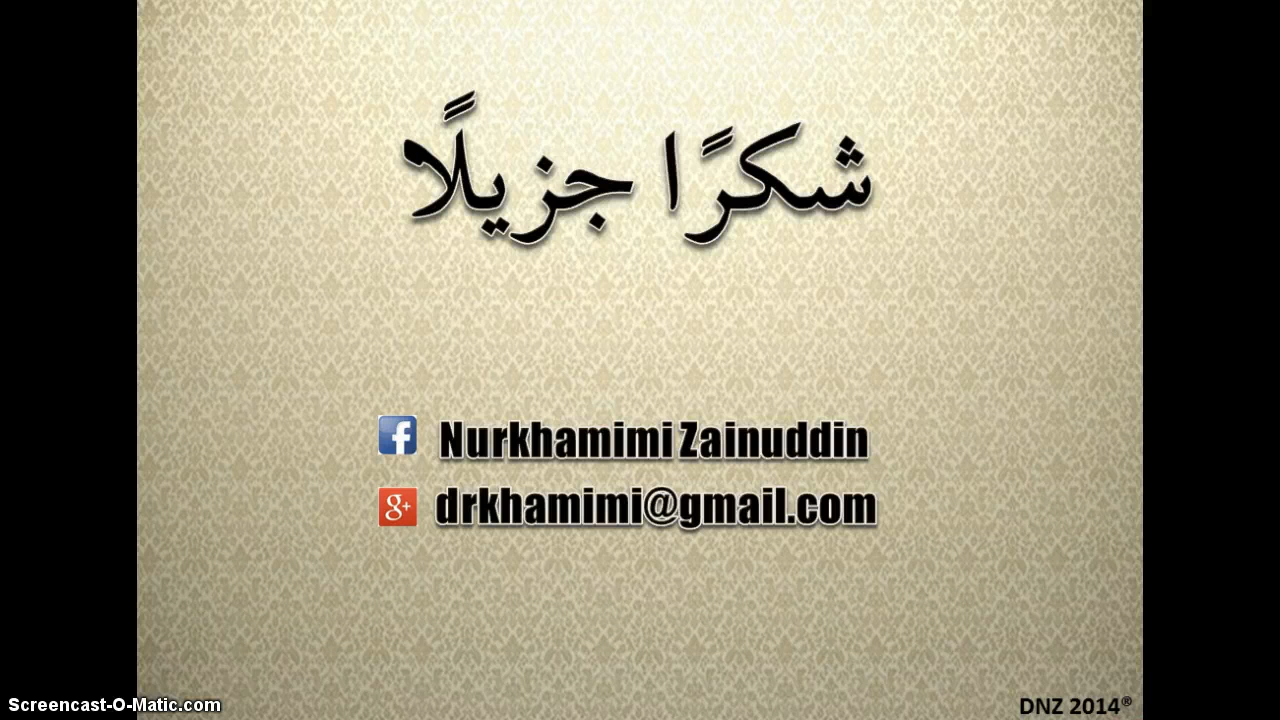 شكرًا جزيلًا
Nurkhamimi Zainuddin
drkhamimi@gmail.com
Screencast-O-Matic.com
DNZ 2014®